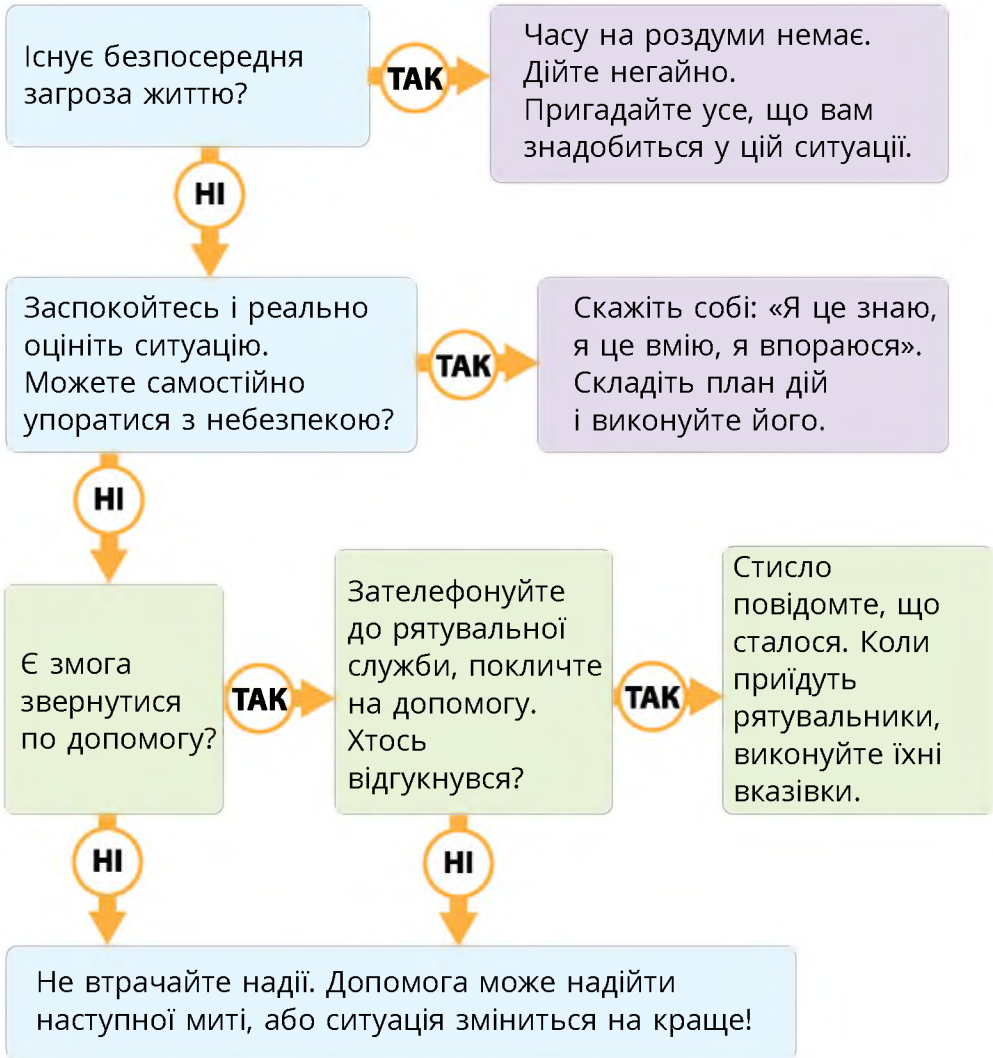 Існує безпосередня
загроза життю?
ТАК
Часу на роздуми немає.
Дійте негайно.
Пригадайте усе, що вам
знадобиться у цій ситуації.
НІ
Заспокойтесь і реально
оцініть ситуацію.
Можете самостійно
упоратися з небезпекою?
ТАК
Скажіть собі: «Я це знаю,
я це вмію, я впораюся».
Складіть план дій
і виконуйте його.
НІ
Є змога
звернутися
по допомогу?
ТАК
Зателефонуйте
до рятувальної
служби, покличте
на допомогу.
Хтось
відгукнувся?
ТАК
Стисло
повідомте, що
сталося. Коли
приїдуть
рятувальники,
виконуйте їхні
вказівки.
НІ
НІ
Не втрачайте надії. Допомога може надійти
наступної миті, або ситуація зміниться на краще!